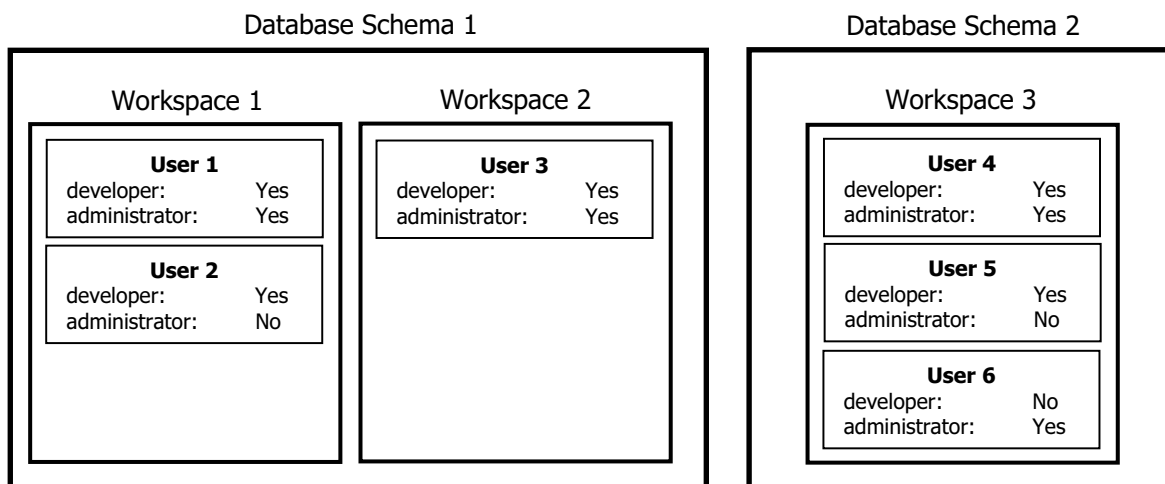 Database Schema 1
Database Schema 2
Workspace 1
Workspace 2
Workspace 3
User 1
developer: Yes
administrator: Yes
User 2
developer: Yes
administrator: No
User 3
developer: Yes
administrator: Yes
User 4
developer: Yes
administrator: Yes
User 5
developer: Yes
administrator: No
User 6
developer: No
administrator: Yes